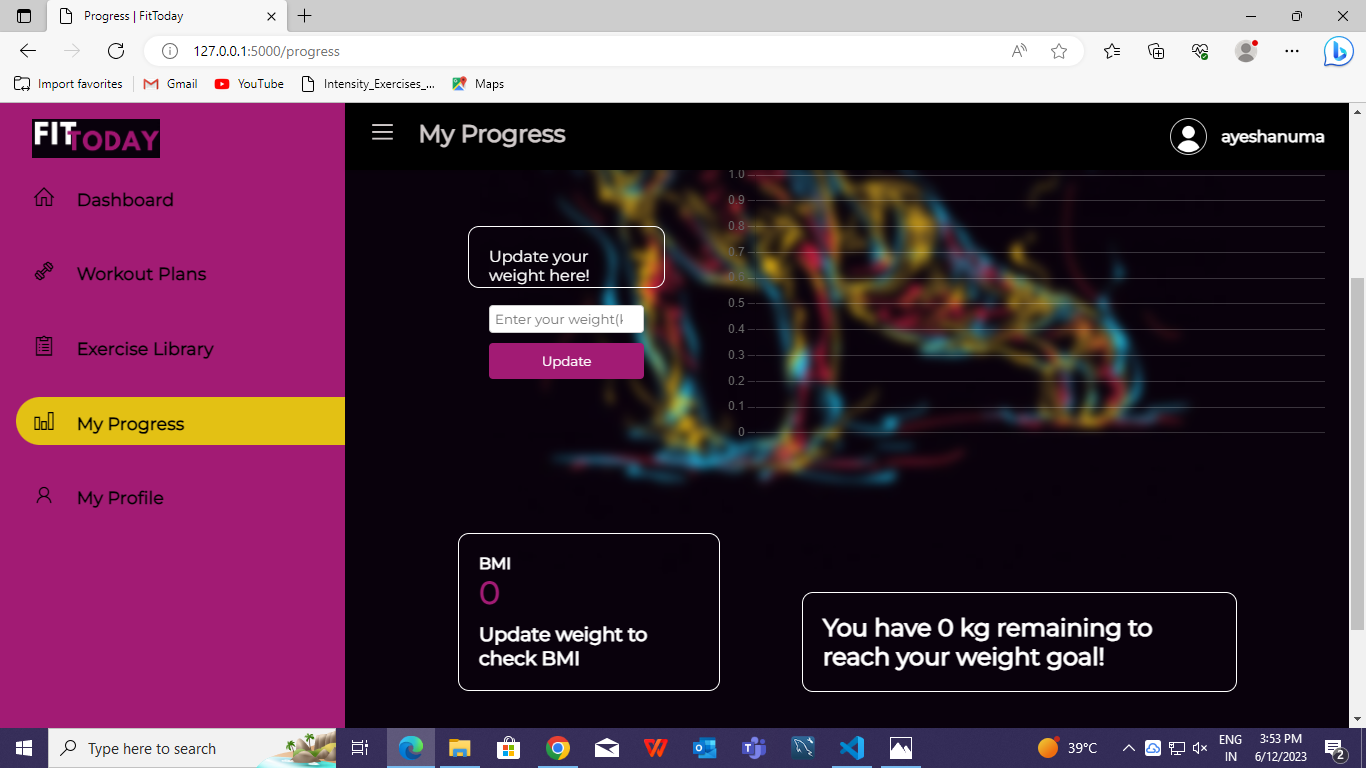 Progress | FitToday
127.0.0.1:5000/progress
Import favorites
Gmail
YouTube
Intensity_Exercises_...
Maps
FIT TODAY
My Progress
ayeshanuma
Dashboard
Workout Plans
Exercise Library
My Progress
My Profile
1.0
0.9
0.8
0.7
0.6
0.5
0.4
0.3
0.2
0.1
0
Update your
weight here!
Enter your weight(
Update
BMI
0
Update weight to
check BMI
You have 0 kg remaining to
reach your weight goal!
Type here to search
39°C
ENG
IN
3:53 PM
6/12/2023
2